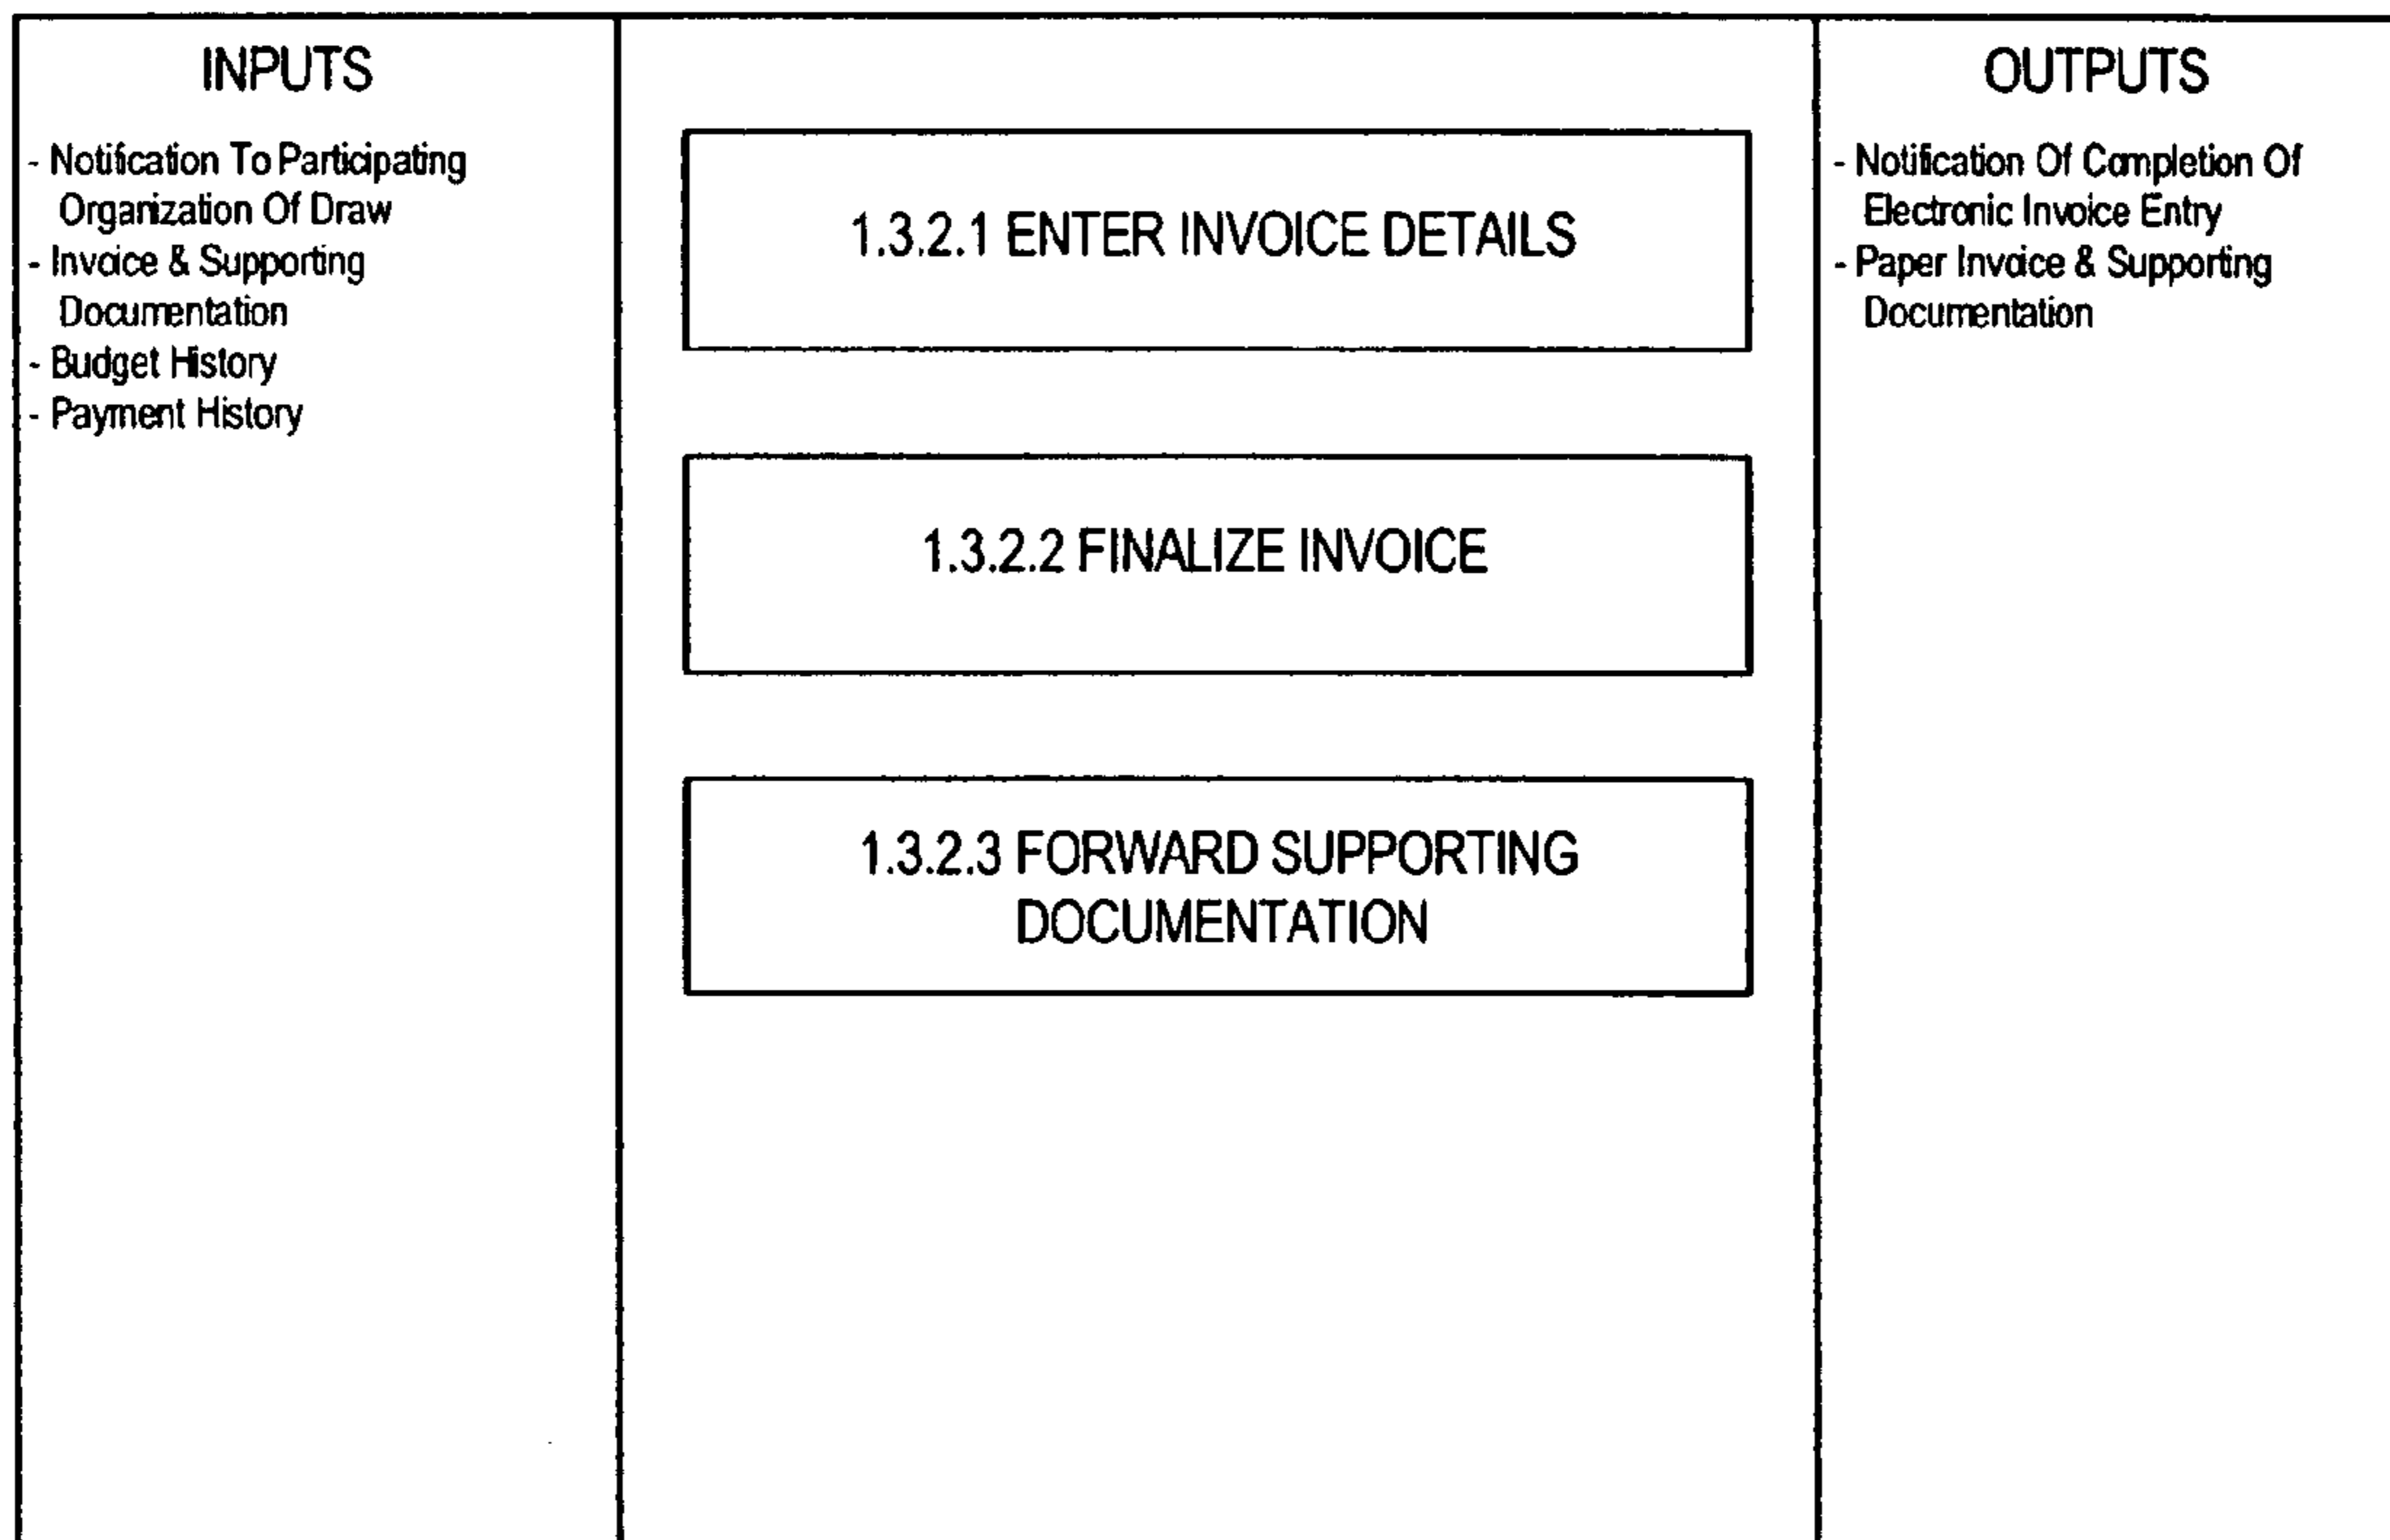 INPUTS
- Notification To Participating
Organization Of Draw
- Invoice & Supporting
Documentation
- Budget History
- Payment History
1.3.2.1 ENTER INVOICE DETAILS
1.3.2.2 FINALIZE INVOICE
1.3.2.3 FORWARD SUPPORTING
DOCUMENTATION
OUTPUTS
- Notification Of Completion Of
Electronic Invoice Entry
- Paper Invoice & Supporting
Documentation